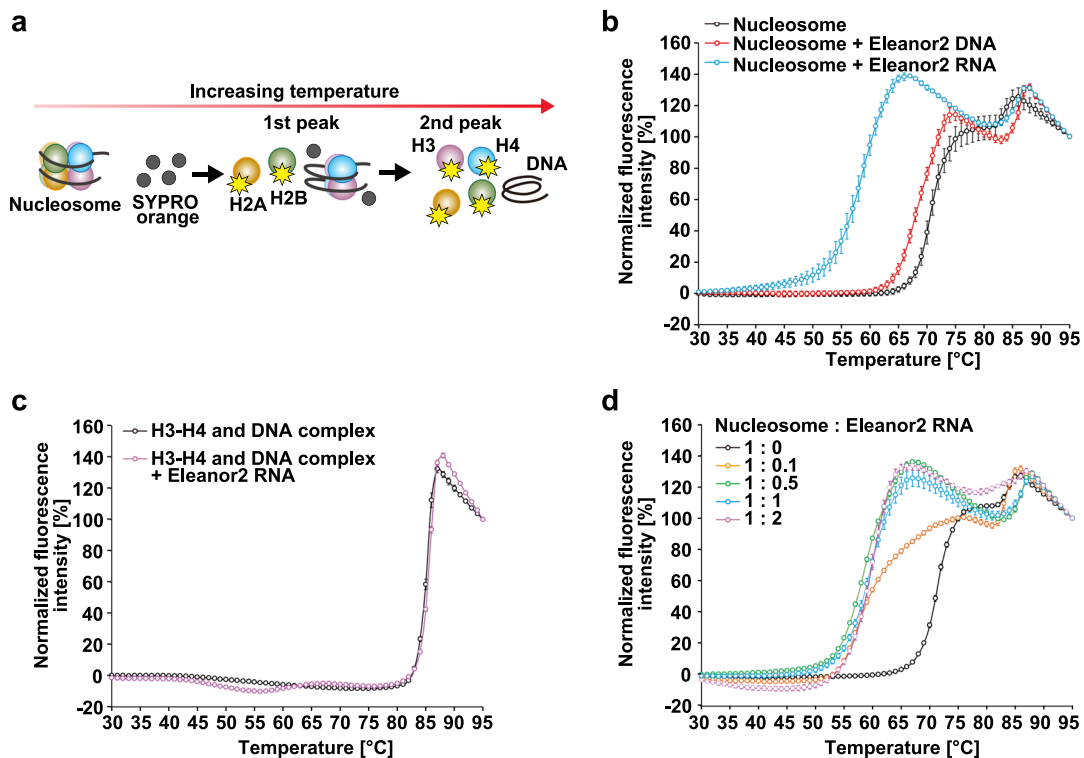 a
Increasing temperature
1st peak
2nd peak
H3
H4
DNA
Nucleosome
SYPRO
orange
H2A
H2B
b
Nucleosome
Nucleosome + Eleanor2 DNA
Nucleosome + Eleanor2 RNA
Normalized fluorescence
intensity [%]
160
140
120
100
80
60
40
20
0
-20
30 35 40 45 50 55 60 65 70 75 80 85 90 95
Temperature [°C]
c
H3-H4 and DNA complex
H3-H4 and DNA complex
+ Eleanor2 RNA
Normalized fluorescence
intensity [%]
160
140
120
100
80
60
40
20
0
-20
30 35 40 45 50 55 60 65 70 75 80 85 90 95
Temperature [°C]
d
Nucleosome : Eleanor2 RNA
1 : 0
1 : 0.1
1 : 0.5
1 : 1
1 : 2
Normalized fluorescence
intensity [%]
160
140
120
100
80
60
40
20
0
-20
30 35 40 45 50 55 60 65 70 75 80 85 90 95
Temperature [°C]